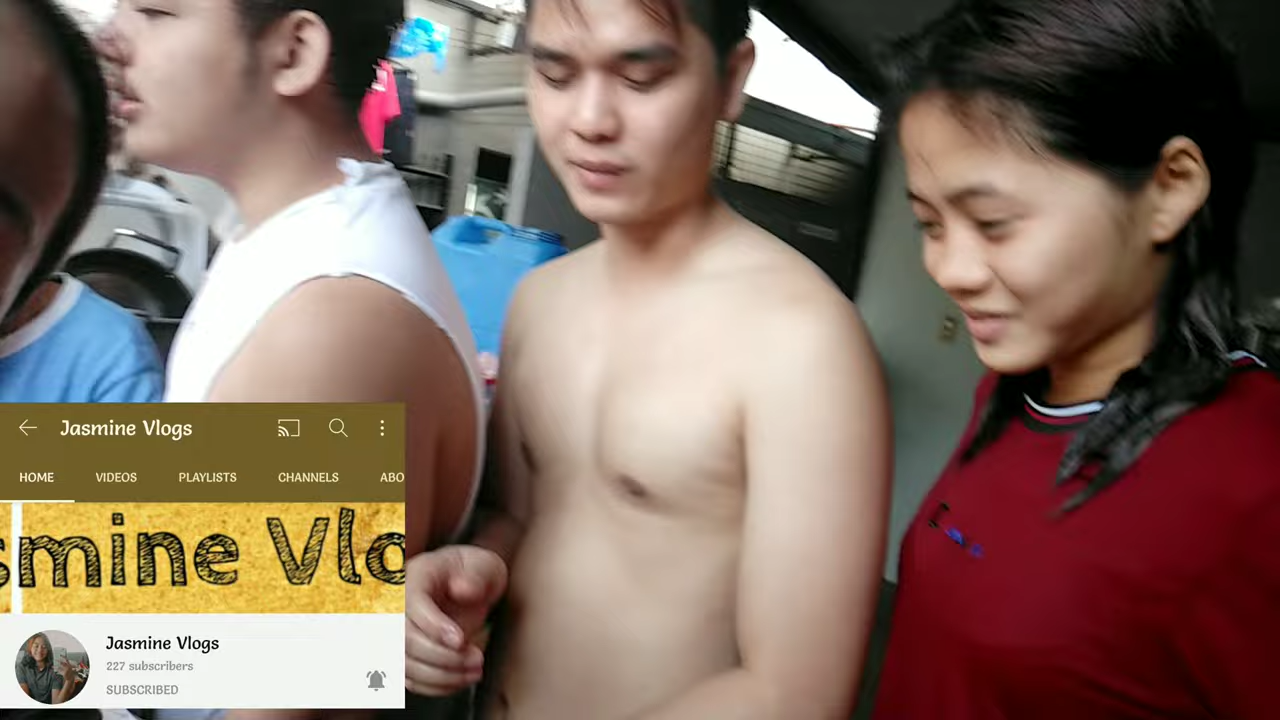 Jasmine Vlogs
HOME VIDEOS PLAYLISTS CHANNELS ABO
smine Vlo
Jasmine Vlogs
227 subscribers
SUBSCRIBED